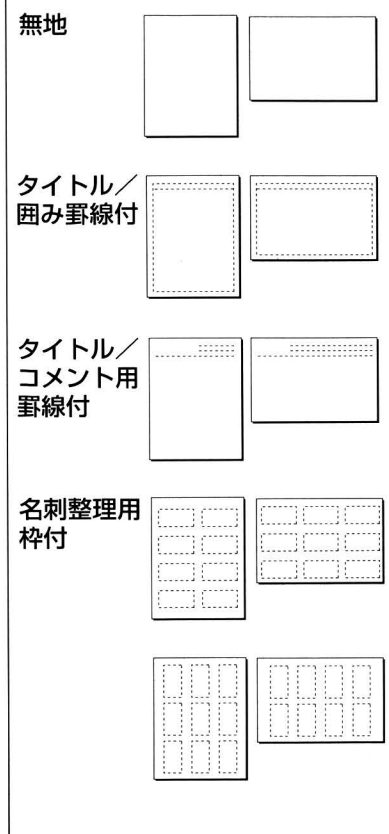 無地
タイトル／
囲み罫線付
タイトル／
コメント用
罫線付
名刺整理用
枠付